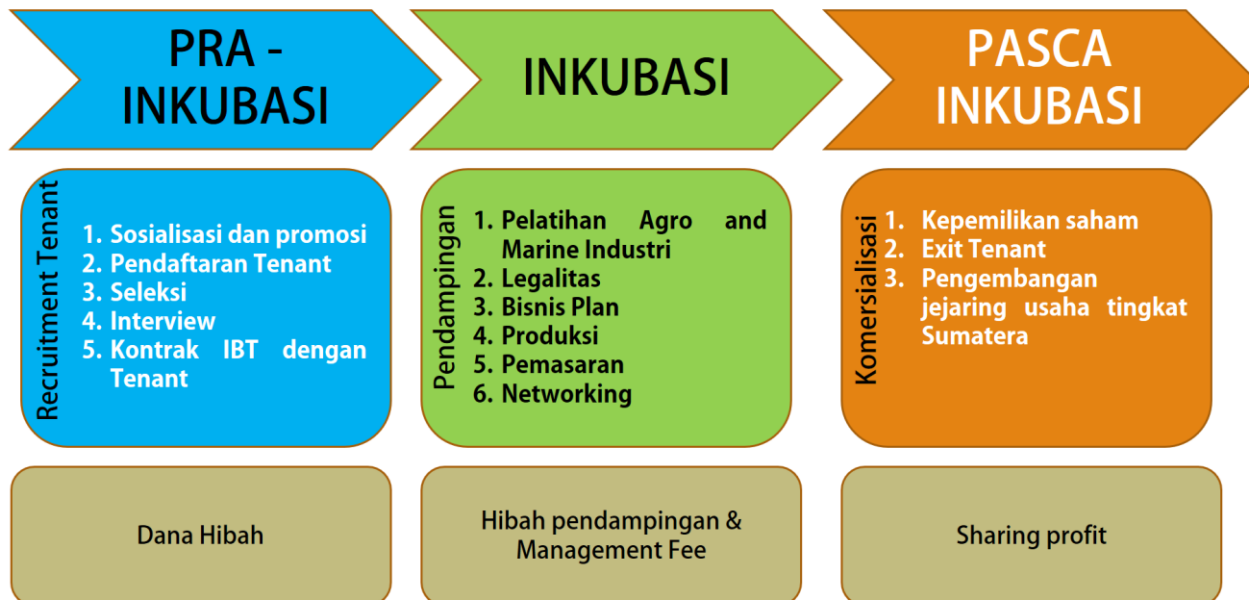 PRA -
INKUBASI
INKUBASI
PASCA
INKUBASI
Recruitment Tenant
1. Sosialisasi dan promosi
2. Pendaftaran Tenant
3. Seleksi
4. Interview
5. Kontrak IBT dengan
Tenant
Pendampingan
1. Pelatihan Agro and
Marine Industri
2. Legalitas
3. Bisnis Plan
4. Produksi
5. Pemasaran
6. Networking
Komersialisasi
1. Kepemilikan saham
2. Exit Tenant
3. Pengembangan
jejaring usaha tingkat
Sumatera
Dana Hibah
Hibah pendampingan &
Management Fee
Sharing profit